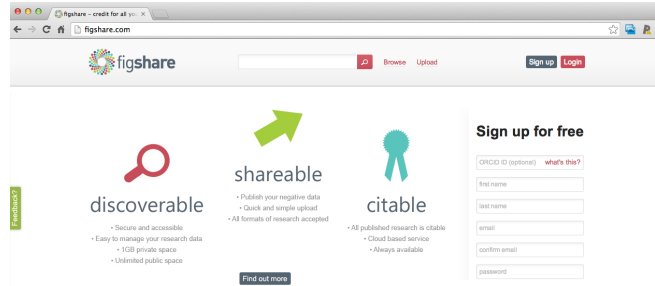 figshare - credit for all you
figshare.com
figshare
Browse Upload
Sign up Login
discoverable
• Secure and accessible
• Easy to manage your research data
• 1GB private space
• Unlimited public space
shareable
• Publish your negative data
• Quick and simple upload
• All formats of research accepted
Find out more
citable
• All published research is citable
• Cloud based service
• Always available
Sign up for free
ORCID ID (optional) what's this?
first name
last name
email
confirm email
password
Feedback?